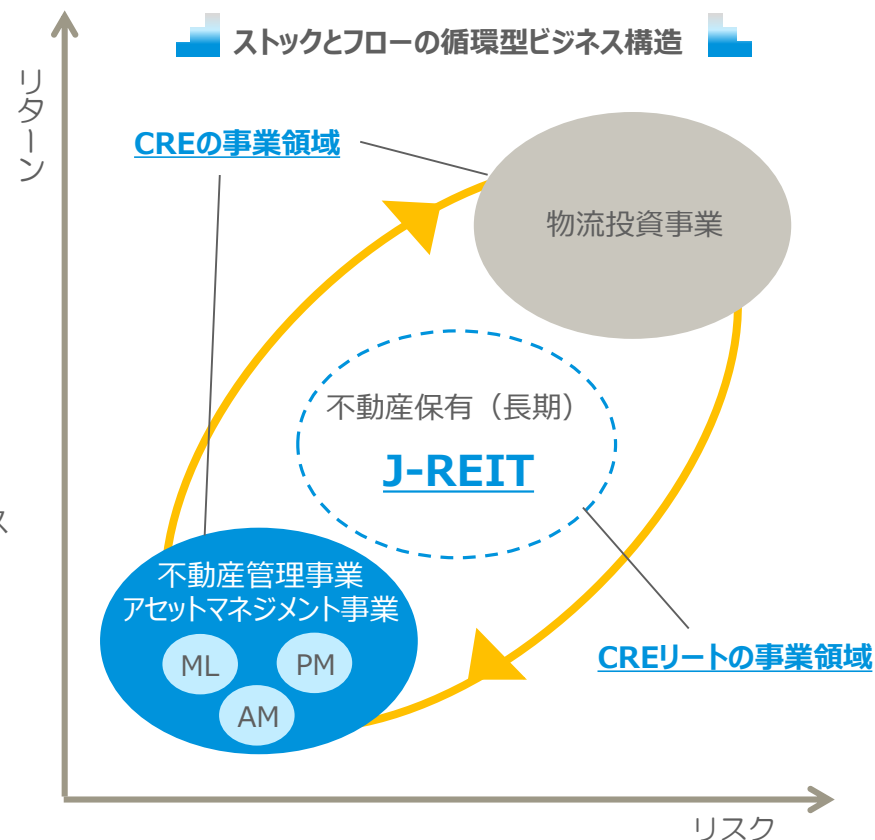 ストックとフローの循環型ビジネス構造
リターン
CREの事業領域
物流投資事業
不動産保有（長期）
J-REIT
ス
不動産管理事業
アセットマネジメント事業
ML
PM
AM
CREリートの事業領域
リスク